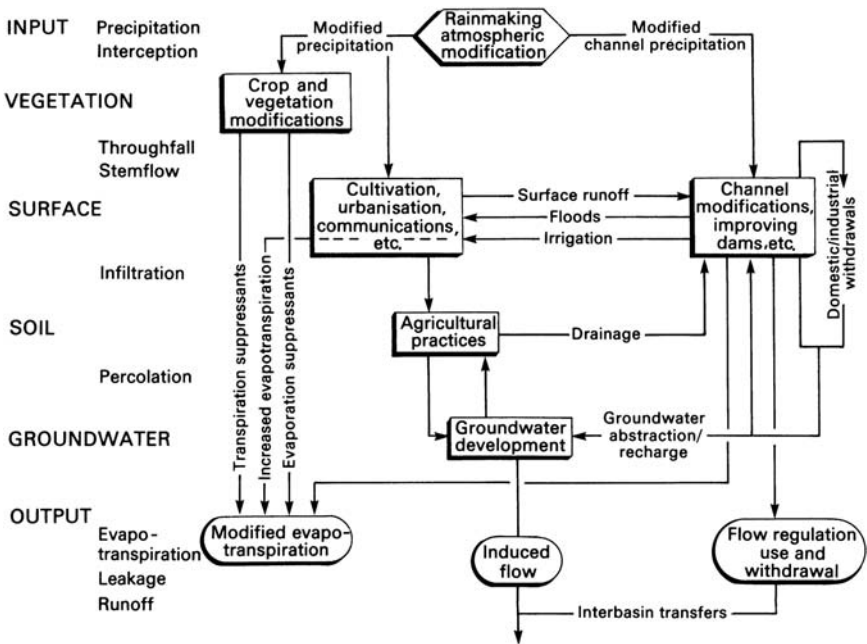 INPUT
Precipitation
Interception
Modified
precipitation
Rainmaking
atmospheric
modification
Modified
channel precipitation
VEGETATION
Crop and
vegetation
modifications
Throughfall
Stemflow
SURFACE
Cultivation,
urbanisation,
communications,
etc.
Surface runoff
Floods
Irrigation
Channel
modifications,
improving
dams, etc.
Domestic/industrial
withdrawals
Infiltration
Transpiration suppressants
Increased evapotranspiration
Evaporation suppressants
SOIL
Agricultural
practices
Drainage
Percolation
GROUNDWATER
Groundwater
development
Groundwater
abstraction/
recharge
OUTPUT
Evapo-
transpiration
Leakage
Runoff
Modified evapo-
transpiration
Induced
flow
Flow regulation
use and
withdrawal
Interbasin transfers